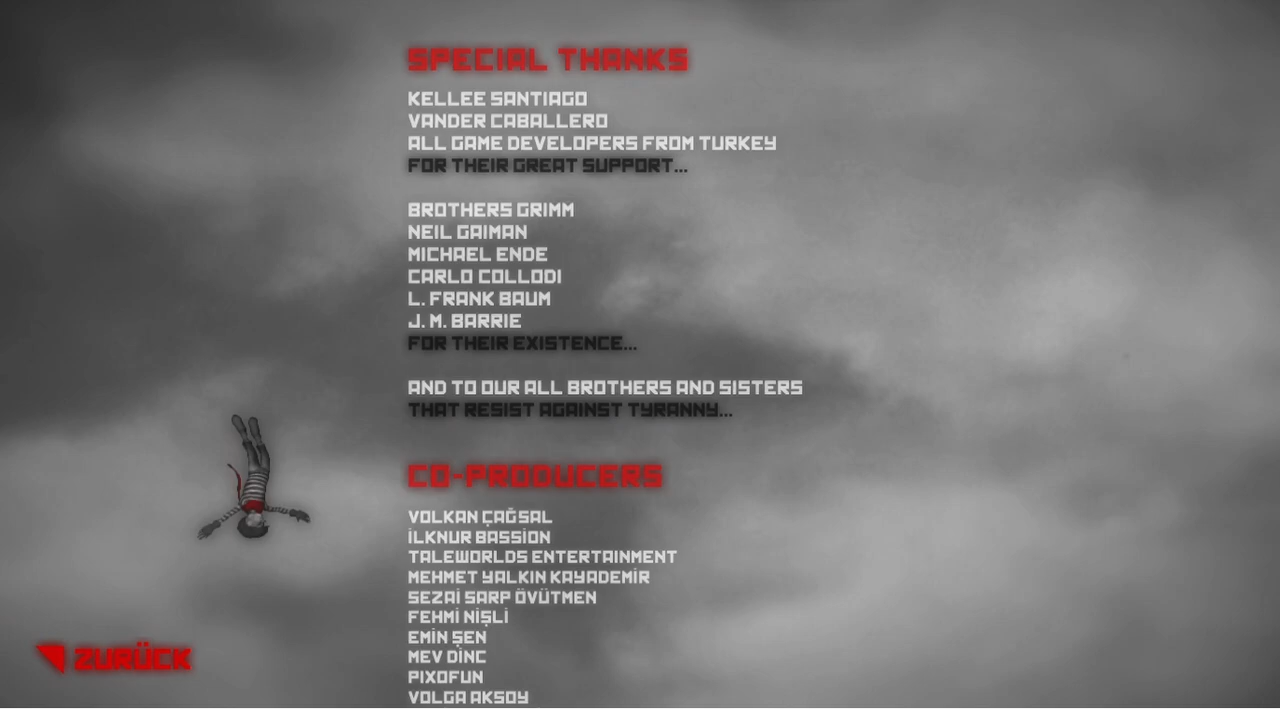 SPECIAL THANKS
KELLEE SANTIAGO
VANDER CABALLERO
ALL GAME DEVELOPERS FROM TURKEY
FOR THEIR GREAT SUPPORT...
BROTHERS GRIMM
NEIL GAIMAN
MICHAEL ENDE
CARLO COLLODI
L. FRANK BAUM
J. M. BARRIE
FOR THEIR EXISTENCE...
AND TO OUR ALL BROTHERS AND SISTERS
THAT RESIST AGAINST TYRANNY...
CO-PRODUCERS
VOLKAN ÇAĞSAL
İLKNUR BASSİON
TALEWORLDS ENTERTAINMENT
MEHMET YALKIN KAYADEMİR
SEZAİ SARP ÖVÜTMEN
FEHMİ NİŞLİ
EMİN ŞEN
MEV DİNC
PIXOFUN
VOLGA AKSOY
ZURÜCK